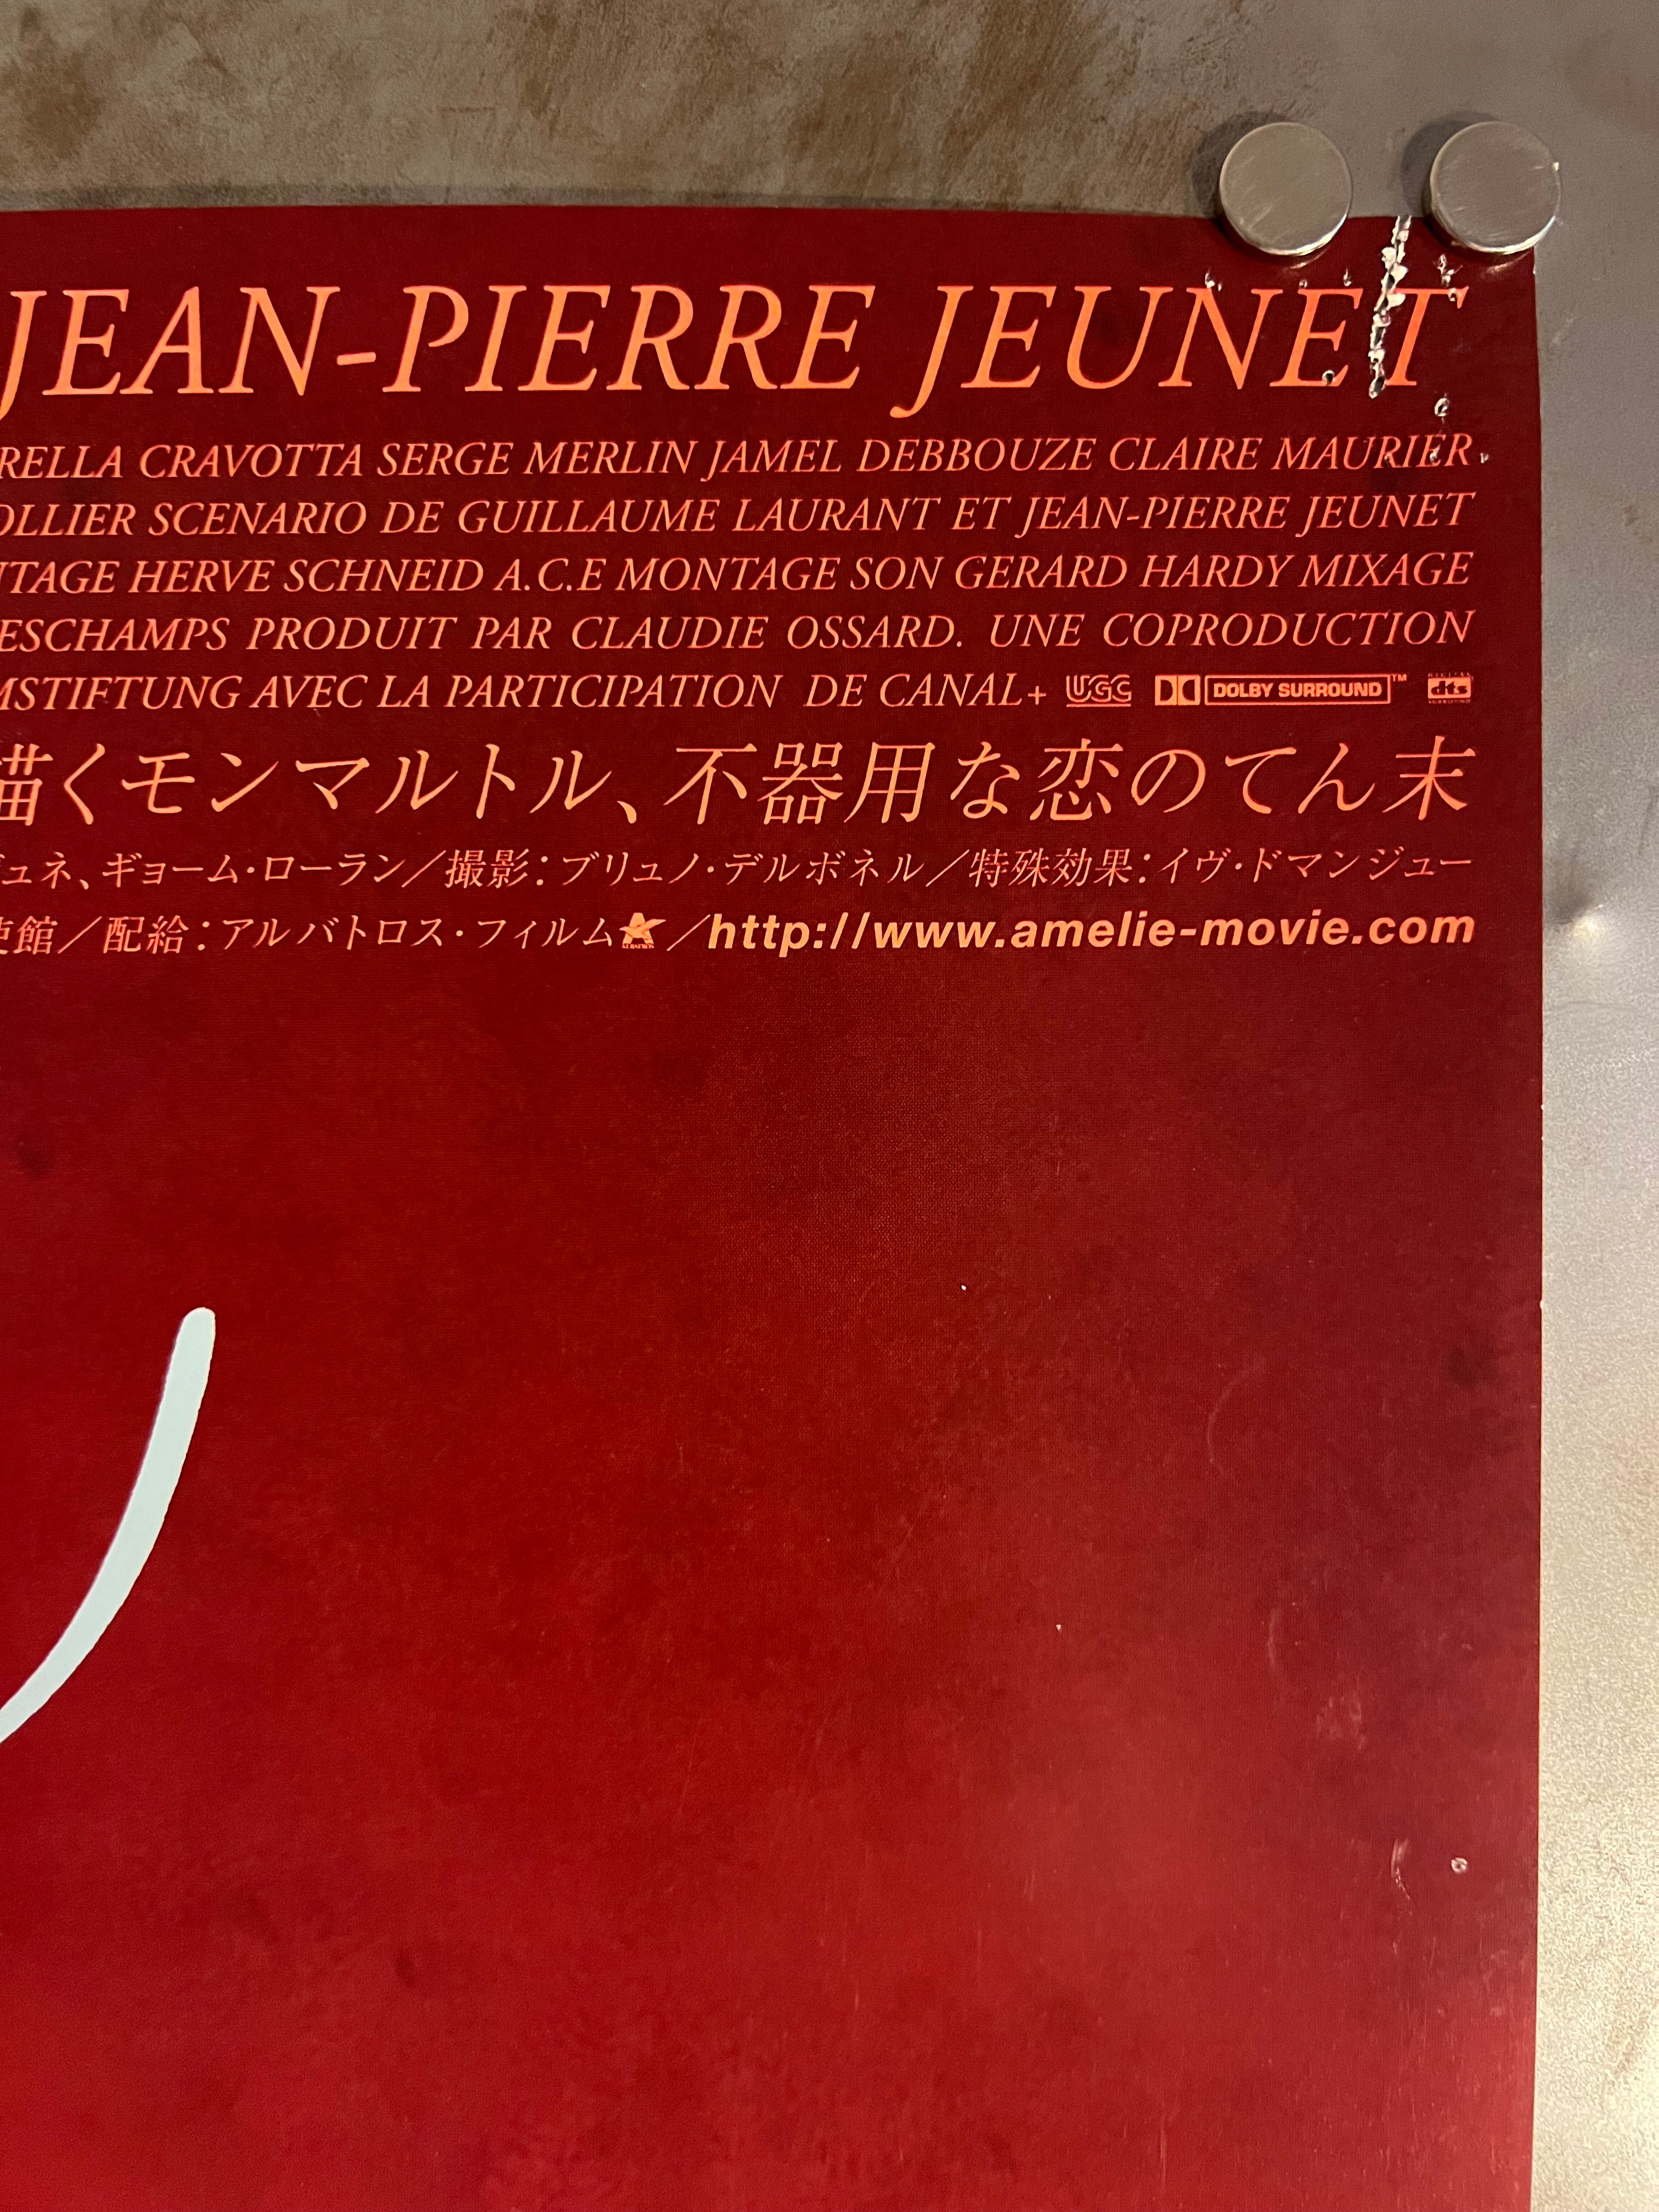 JEAN-PIERRE JEUNET
RELLA CRAVOTTA SERGE MERLIN JAMEL DEBBOUZE CLAIRE MAURIER
OLLIER SCENARIO DE GUILLAUME LAURANT ET JEAN-PIERRE JEUNET
TAGE HERVE SCHNEID A.C.E MONTAGE SON GERARD HARDY MIXAGE
ESCHAMPS PRODUIT PAR CLAUDIE OSSARD. UNE COPRODUCTION
MSTIFTUNG AVEC LA PARTICIPATION DE CANAL+ UGC DOLBY SURROUND™ DIGITAL dts SURROUND
描くモンマルトル、不器用な恋のてん末
ュネ、ギョーム・ローラン／撮影：ブリュノ・デルボネル／特殊効果：イヴ・ドマンジュー
使館／配給：アルバトロス・フィルム／http://www.amelie-movie.com